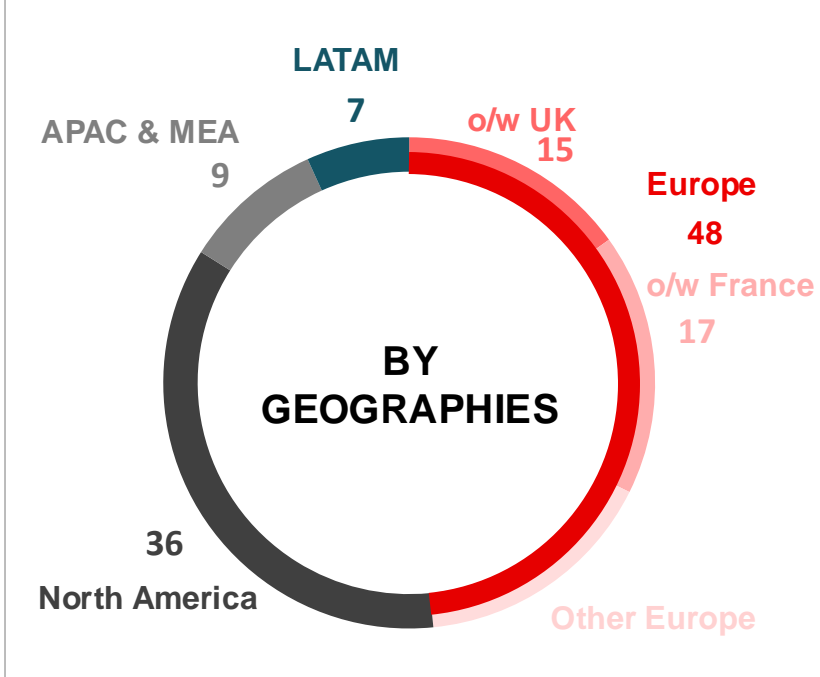 LATAM
7
o/w UK
15
APAC & MEA
9
Europe
48
o/w France
17
BY
GEOGRAPHIES
36
North America
Other Europe